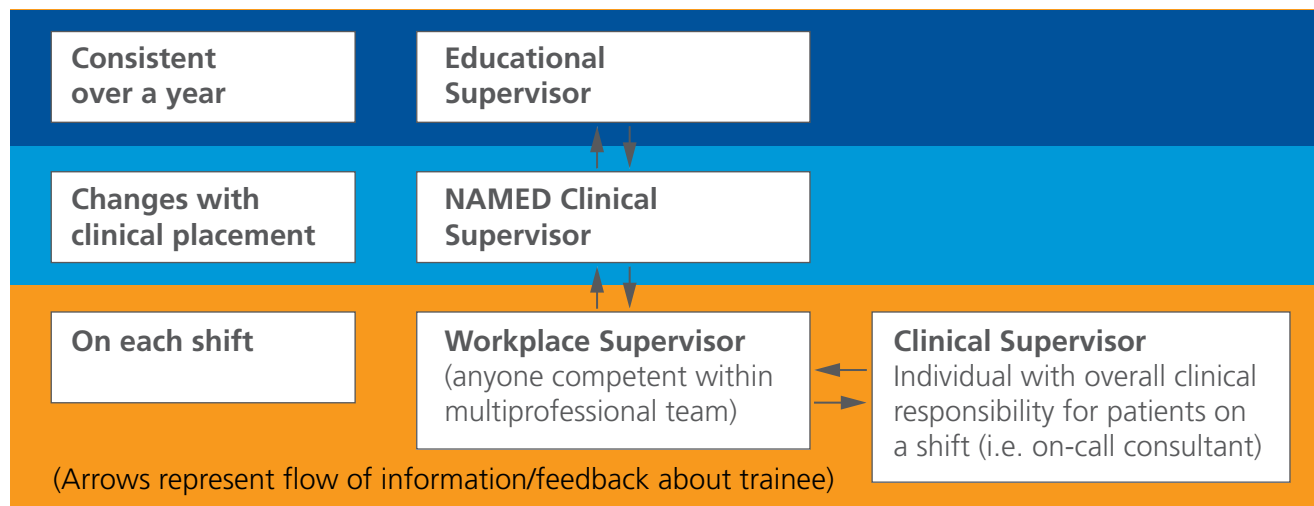 Consistent
over a year
Educational
Supervisor
Changes with
clinical placement
NAMED Clinical
Supervisor
On each shift
Workplace Supervisor
(anyone competent within
multiprofessional team)
Clinical Supervisor
Individual with overall clinical
responsibility for patients on
a shift (i.e. on-call consultant)
(Arrows represent flow of information/feedback about trainee)